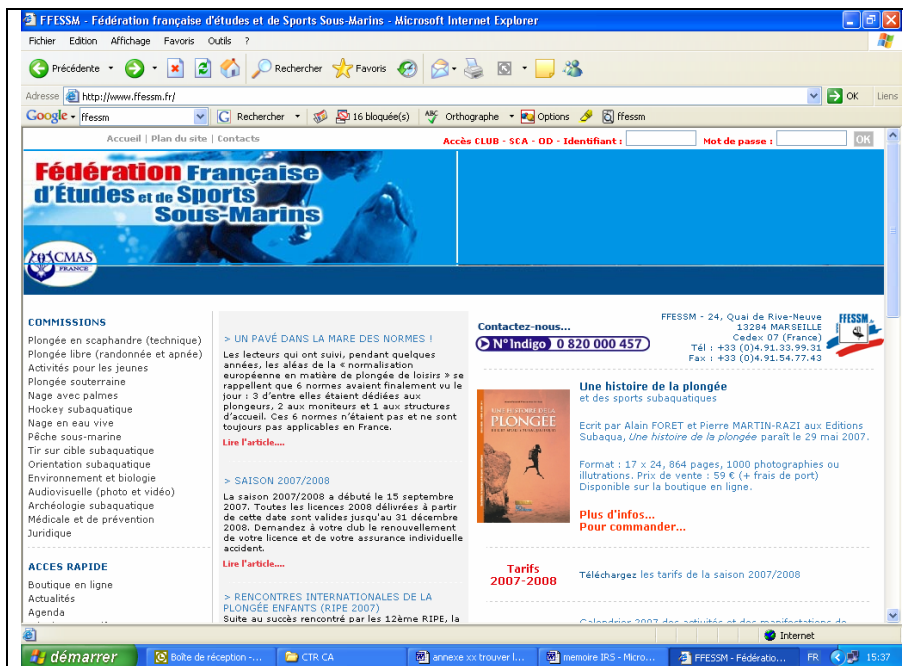 FFESSM - Fédération française d'études et de Sports Sous-Marins - Microsoft Internet Explorer
Fichier Edition Affichage Favoris Outils ?
Précédente Rechercher Favoris
Adresse http://www.ffessm.fr/ OK Liens
Google ffessm Rechercher 16 bloquée(s) Orthographe Options ffessm
Accueil | Plan du site | Contacts
Accès CLUB - SCA - OD - Identifiant : Mot de passe : OK
Fédération Française
d'Études et de Sports
Sous-Marins
CMAS
FRANCE
COMMISSIONS
Plongée en scaphandre (technique)
Plongée libre (randonnée et apnée)
Activités pour les jeunes
Plongée souterraine
Nage avec palmes
Hockey subaquatique
Nage en eau vive
Pêche sous-marine
Tir sur cible subaquatique
Orientation subaquatique
Environnement et biologie
Audiovisuelle (photo et vidéo)
Archéologie subaquatique
Médicale et de prévention
Juridique
ACCES RAPIDE
Boutique en ligne
Actualités
Agenda
> UN PAVÉ DANS LA MARE DES NORMES !
Les lecteurs qui ont suivi, pendant quelques
années, les aléas de la « normalisation
européenne en matière de plongée de loisirs » se
rappellent que 6 normes avaient finalement vu le
jour : 3 d'entre elles étaient dédiées aux
plongeurs, 2 aux moniteurs et 1 aux structures
d'accueil. Ces 6 normes n'étaient pas et ne sont
toujours pas applicables en France.
Lire l'article....
> SAISON 2007/2008
La saison 2007/2008 a débuté le 15 septembre
2007. Toutes les licences 2008 délivrées à partir
de cette date sont valides jusqu'au 31 décembre
2008. Demandez à votre club le renouvellement
de votre licence et de votre assurance individuelle
accident.
Lire l'article....
> RENCONTRES INTERNATIONALES DE LA
PLONGÉE ENFANTS (RIPE 2007)
Suite au succès rencontré par les 12ème RIPE, la
Contactez-nous...
N°Indigo 0 820 000 457
FFESSM - 24, Quai de Rive-Neuve
13284 MARSEILLE
Cedex 07 (France)
Tél : +33 (0)4.91.33.99.31
Fax : +33 (0)4.91.54.77.43
FFESSM
UNE HISTOIRE DE LA
PLONGÉE
Une histoire de la plongée
et des sports subaquatiques
Ecrit par Alain FORET et Pierre MARTIN-RAZI aux Editions
Subaqua, Une histoire de la plongée paraît le 29 mai 2007.
Format : 17 x 24, 864 pages, 1000 photographies ou
illutrations. Prix de vente : 59 € (+ frais de port)
Disponible sur la boutique en ligne.
Plus d'infos...
Pour commander...
Tarifs
2007-2008
Téléchargez les tarifs de la saison 2007/2008
Calendrier 2007 des activités et des manifestations de
Internet
démarrer Boîte de réception -... CTR CA annexe xx trouver l... memoire IRS - Micro... FFESSM - Fédératio... FR 15:37